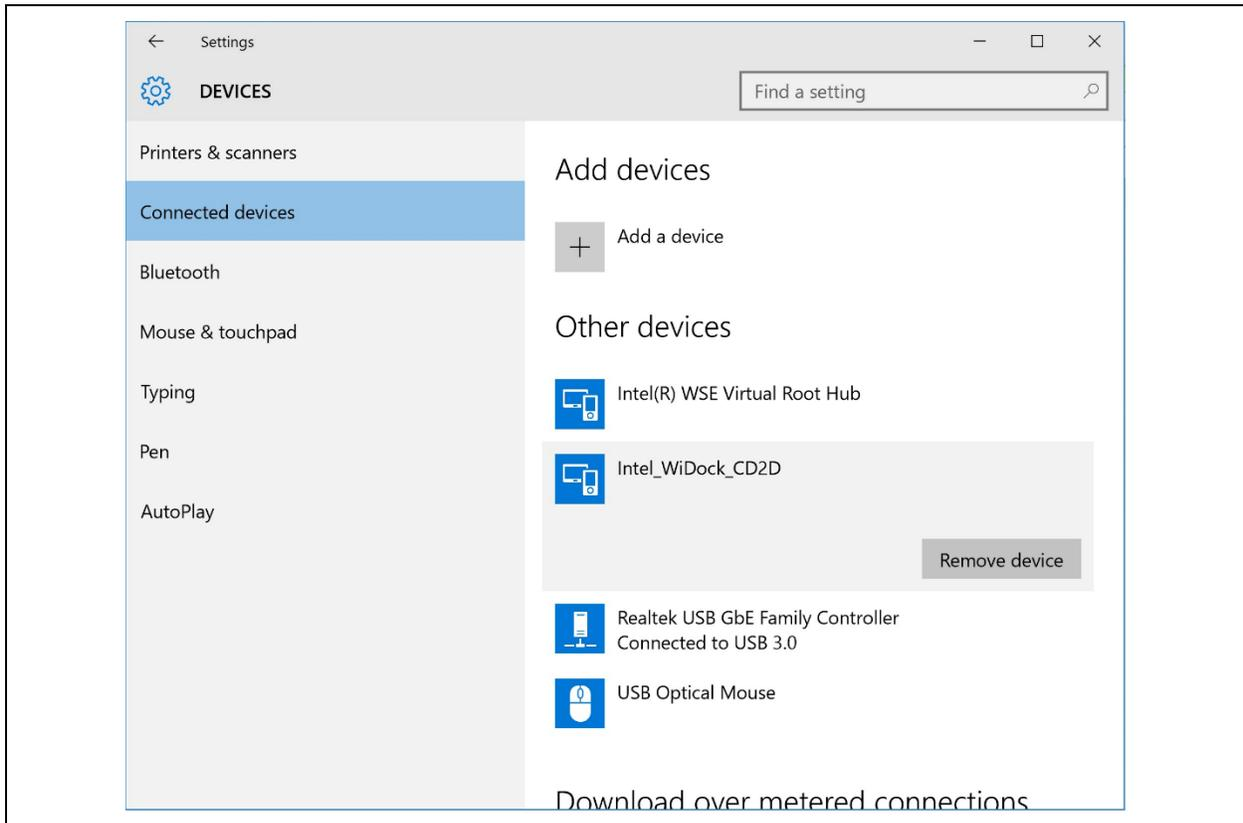 Settings
DEVICES
Find a setting
Printers & scanners
Connected devices
Bluetooth
Mouse & touchpad
Typing
Pen
AutoPlay
Add devices
Add a device
Other devices
Intel(R) WSE Virtual Root Hub
Intel_WiDock_CD2D
Remove device
Realtek USB GbE Family Controller
Connected to USB 3.0
USB Optical Mouse
Download over metered connections